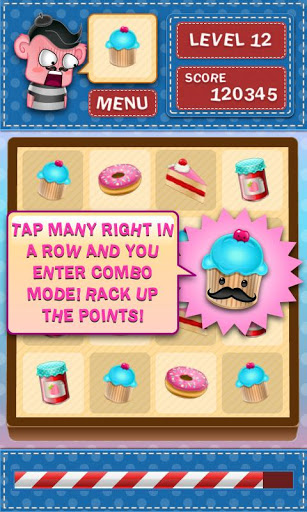 LEVEL 12
MENU
SCORE
120345
TAP MANY RIGHT IN
A ROW AND YOU
ENTER COMBO
MODE! RACK UP
THE POINTS!